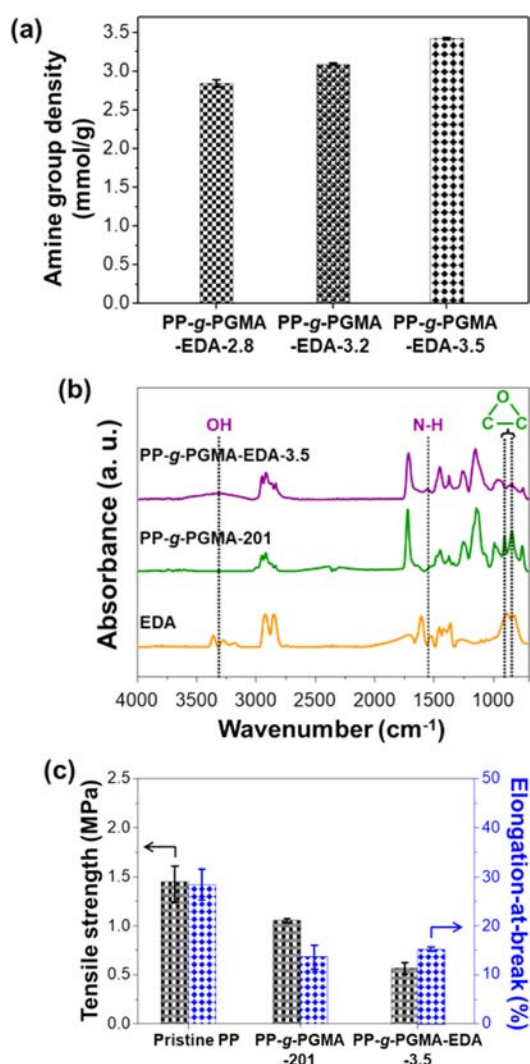 (a)
Amine group density
(mmol/g)
3.5
3.0
2.5
2.0
1.5
1.0
0.5
0.0
PP-g-PGMA PP-g-PGMA PP-g-PGMA
-EDA-2.8 -EDA-3.2 -EDA-3.5
(b)
Absorbance (a. u.)
OH N-H
O
C C
PP-g-PGMA-EDA-3.5
PP-g-PGMA-201
EDA
4000 3500 3000 2500 2000 1500 1000
Wavenumber (cm-1)
(c)
Tensile strength (MPa)
2.5
2.0
1.5
1.0
0.5
0.0
50
40
30
20
10
0
Elongation-at-break (%)
Pristine PP PP-g-PGMA PP-g-PGMA-EDA
-201 -3.5